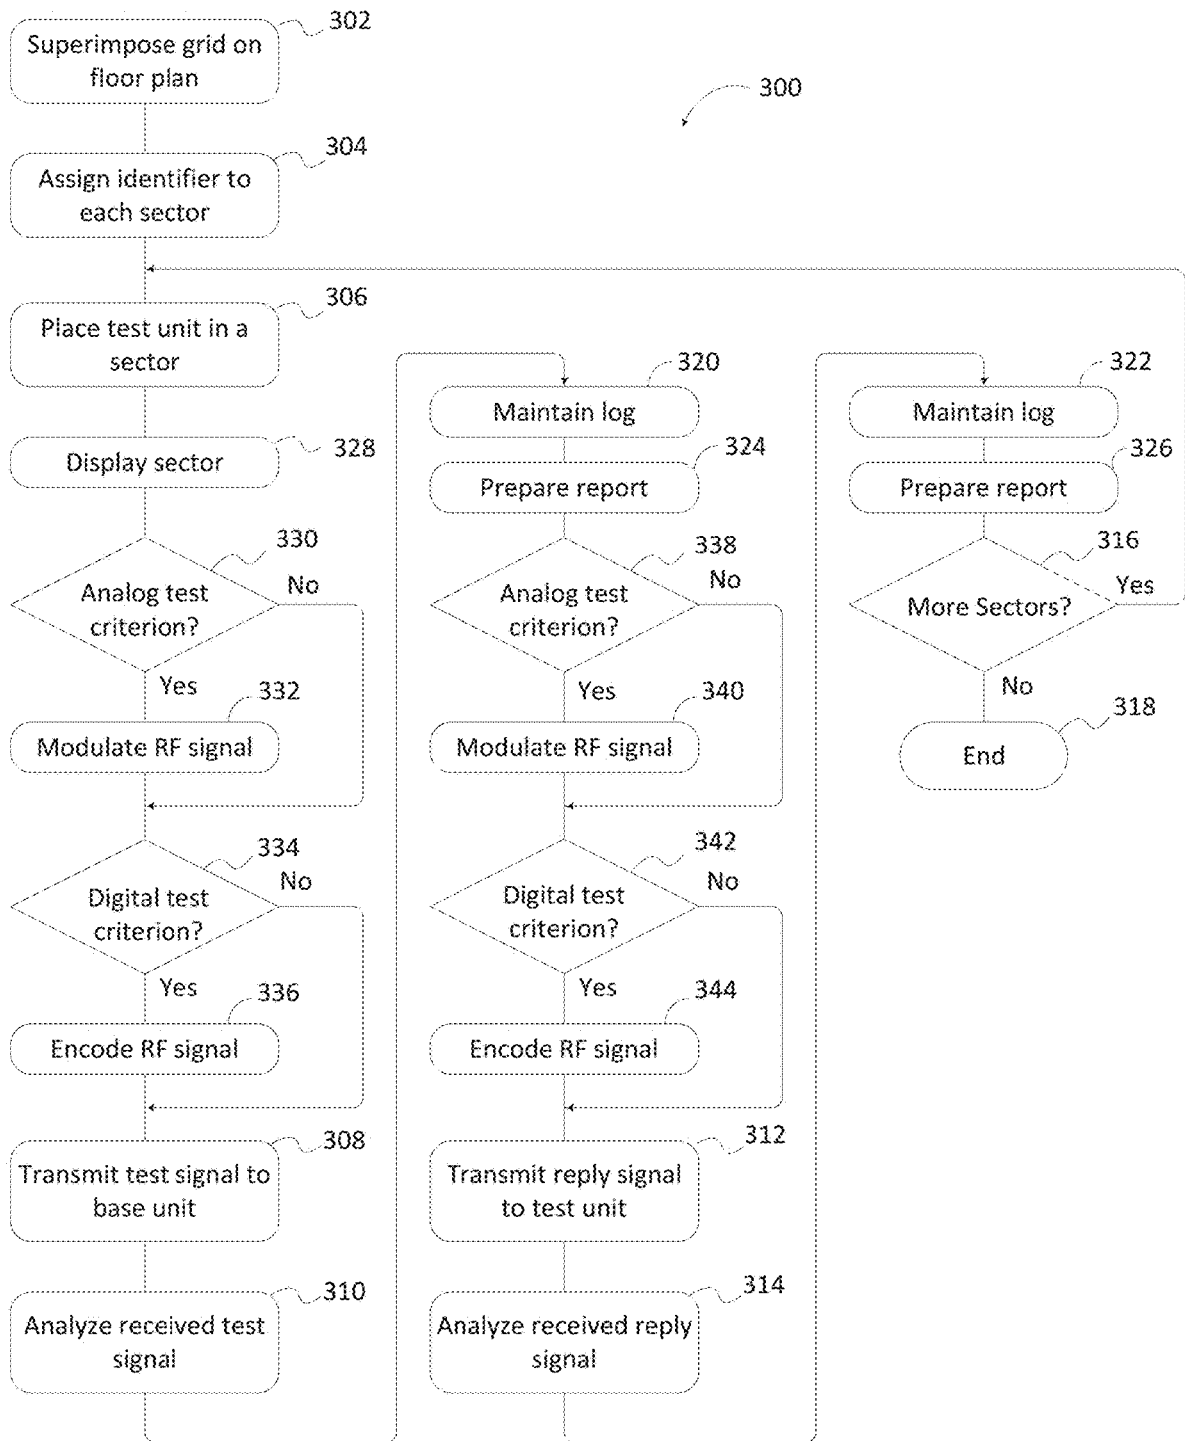 302
Superimpose grid on
floor plan
300
304
Assign identifier to
each sector
306
Place test unit in a
sector
328
Display sector
330
Analog test
criterion?
No
Yes
332
Modulate RF signal
334
Digital test
criterion?
No
Yes
336
Encode RF signal
308
Transmit test signal to
base unit
310
Analyze received test
signal
320
Maintain log
324
Prepare report
338
Analog test
criterion?
No
Yes
340
Modulate RF signal
342
Digital test
criterion?
No
Yes
344
Encode RF signal
312
Transmit reply signal
to test unit
314
Analyze received reply
signal
322
Maintain log
326
Prepare report
316
More Sectors?
Yes
No
318
End